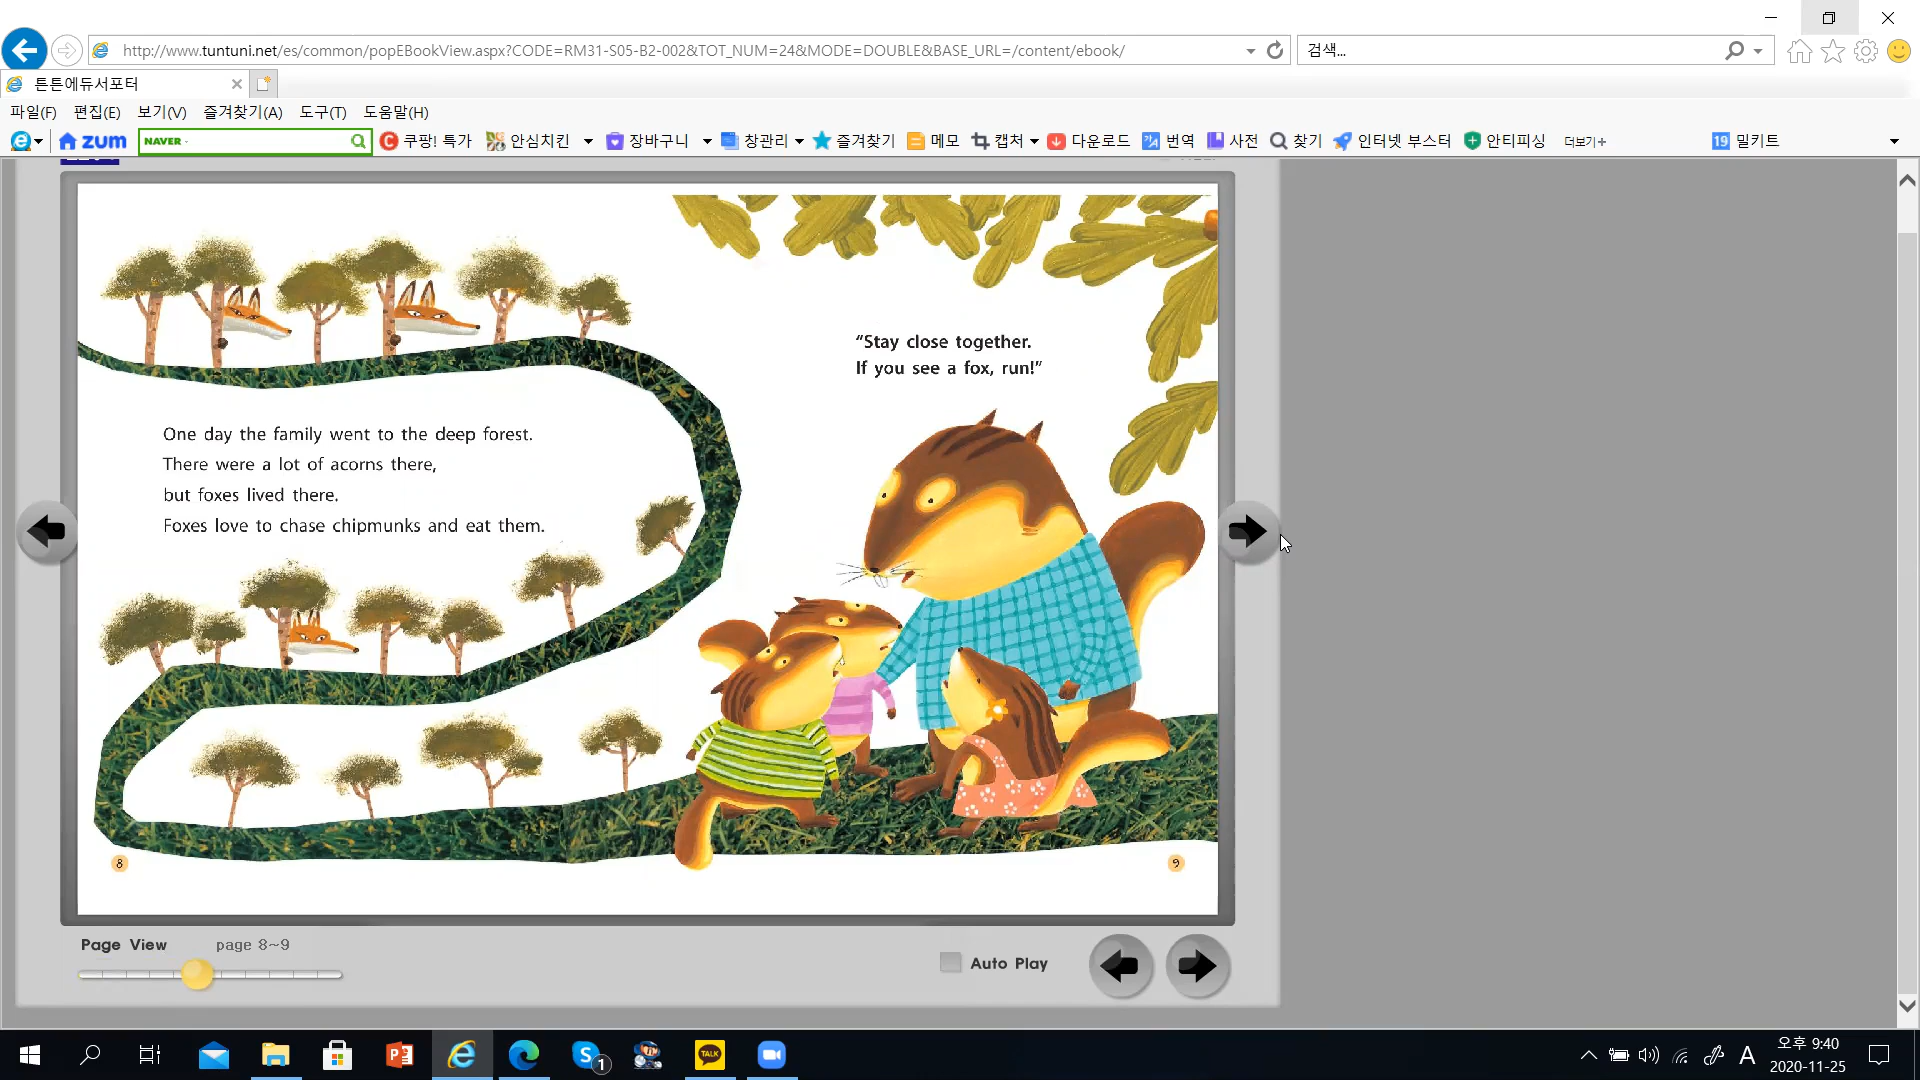 http://www.tuntuni.net/es/common/popEBookView.aspx?CODE=RM31-S05-B2-002&TOT_NUM=24&MODE=DOUBLE&BASE_URL=/content/ebook/
검색...
튼튼에듀서포터
파일(F) 편집(E) 보기(V) 즐겨찾기(A) 도구(T) 도움말(H)
zum NAVER 쿠팡! 특가 안심치킨 장바구니 창관리 즐겨찾기 메모 캡처 다운로드 번역 사전 찾기 인터넷 부스터 안티피싱 더보기+ 19 밀키트
One day the family went to the deep forest.
There were a lot of acorns there,
but foxes lived there.
Foxes love to chase chipmunks and eat them.
8
“Stay close together.
If you see a fox, run!”
9
Page View page 8~9
Auto Play
TALK
1
A
오후 9:40
2020-11-25